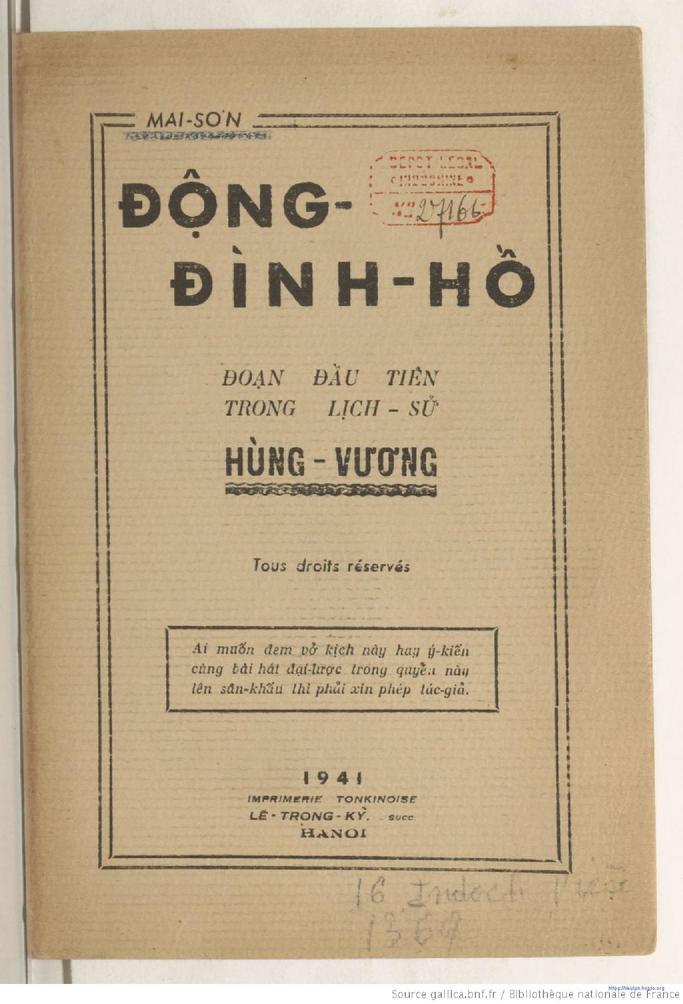 MAI-SƠN
DEPOT LEGAL
INDOCHINE
No 27166
ĐỘNG-
ĐÌNH-HỒ
ĐOẠN ĐẦU TIÊN
TRONG LỊCH - SỬ
HÙNG - VƯƠNG
Tous droits réservés
Ai muốn đem vở kịch này hay ý-kiến
cùng bài hát đại-lược trong quyển này
lên sân-khấu thì phải xin phép tác-giả.
1941
IMPRIMERIE TONKINOISE
LÊ - TRONG - KỲ. succ
HANOI
16 Indoch
Source gallica.bnf.fr / Bibliothèque nationale de France